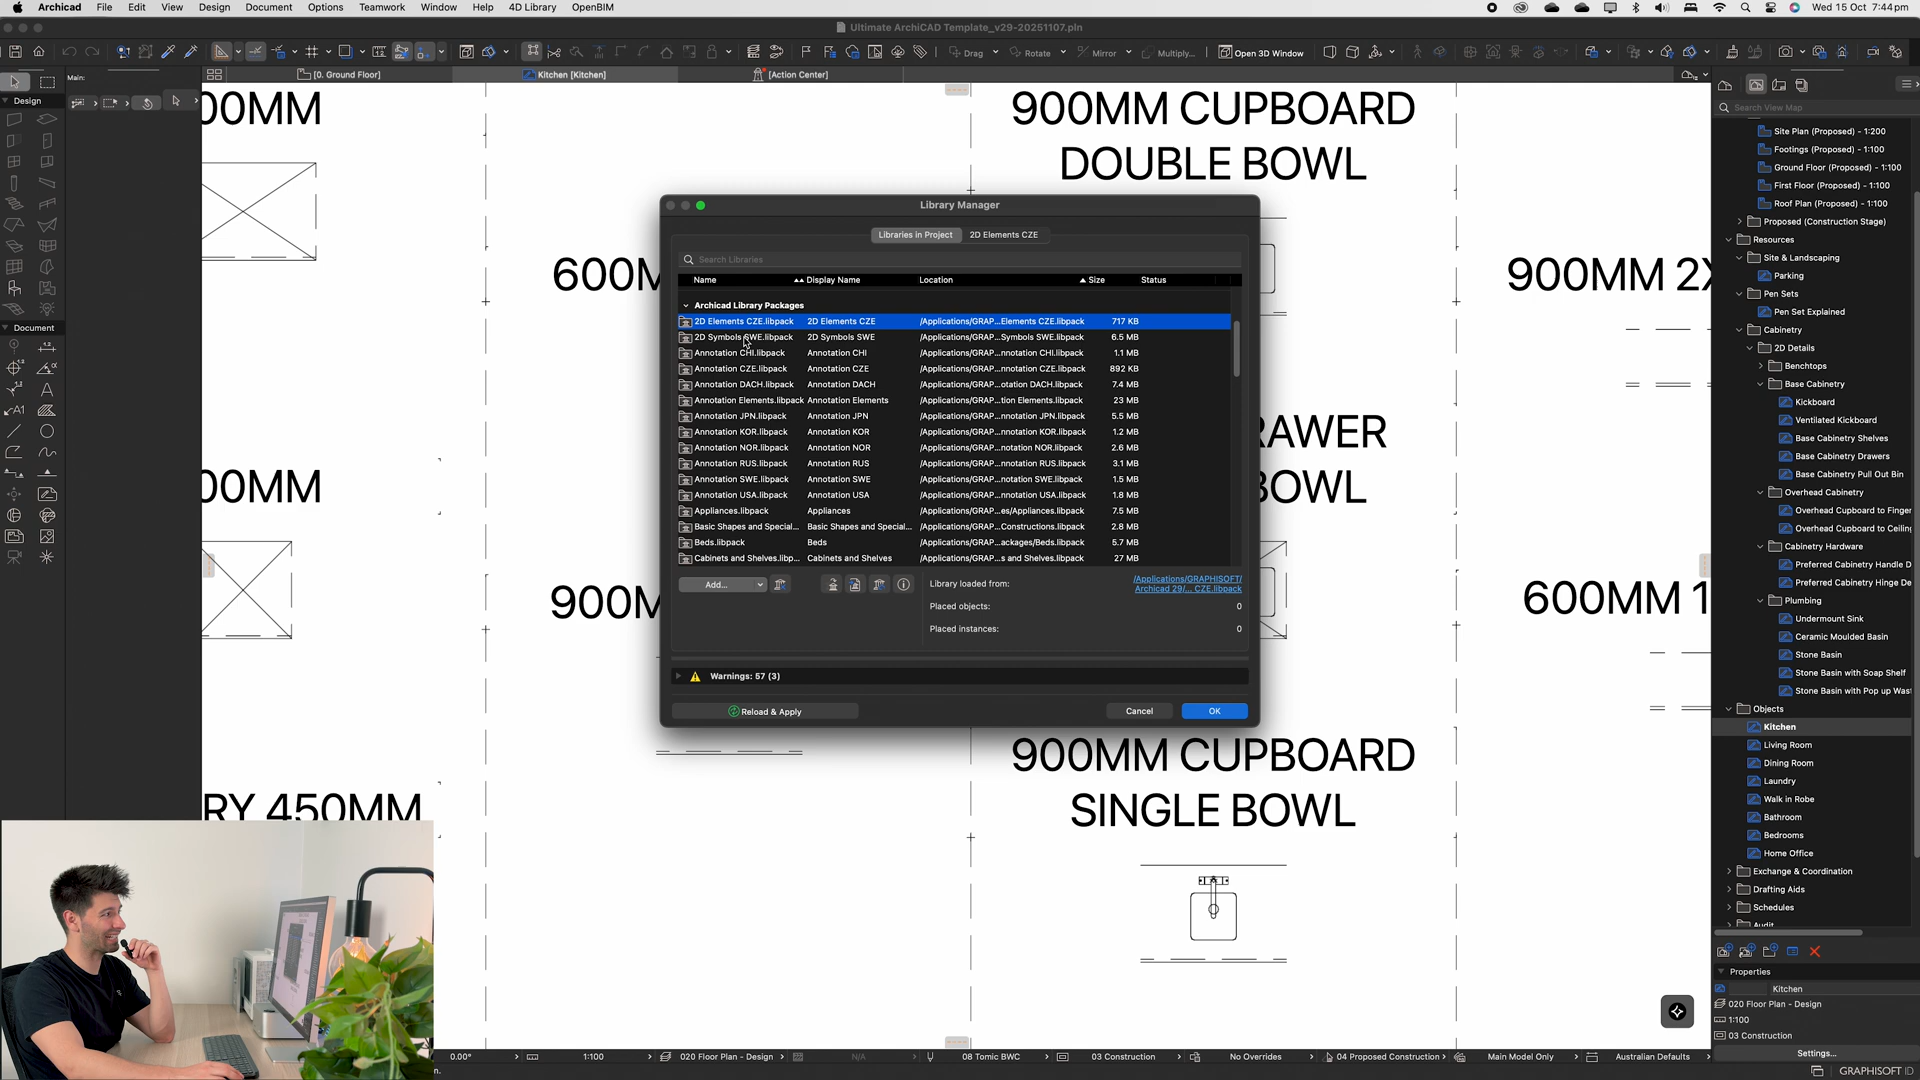 Archicad File Edit View Design Document Options Teamwork Window Help 4D Library OpenBIM
Wed 15 Oct 7:44pm
Ultimate ArchiCAD Template_v29-20251107.pln
Drag
Rotate
Mirror
Multiply...
Open 3D Window
Main:
[0. Ground Floor]
Kitchen [Kitchen]
[Action Center]
Design
Document
00MM
900MM CUPBOARD
DOUBLE BOWL
600M
900MM 2X
RAWER
BOWL
00MM
900M
600MM 1
900MM CUPBOARD
SINGLE BOWL
RY 450MM
Library Manager
Libraries in Project 2D Elements CZE
Search Libraries
Name Display Name Location Size Status
Archicad Library Packages
2D Elements CZE.libpack 2D Elements CZE /Applications/GRAP...Elements CZE.libpack 717 KB
2D Symbols SWE.libpack 2D Symbols SWE /Applications/GRAP...Symbols SWE.libpack 6.5 MB
Annotation CHI.libpack Annotation CHI /Applications/GRAP...nnotation CHI.libpack 1.1 MB
Annotation CZE.libpack Annotation CZE /Applications/GRAP...nnotation CZE.libpack 892 KB
Annotation DACH.libpack Annotation DACH /Applications/GRAP...otation DACH.libpack 7.4 MB
Annotation Elements.libpack Annotation Elements /Applications/GRAP...tion Elements.libpack 23 MB
Annotation JPN.libpack Annotation JPN /Applications/GRAP...nnotation JPN.libpack 5.5 MB
Annotation KOR.libpack Annotation KOR /Applications/GRAP...nnotation KOR.libpack 1.2 MB
Annotation NOR.libpack Annotation NOR /Applications/GRAP...nnotation NOR.libpack 2.6 MB
Annotation RUS.libpack Annotation RUS /Applications/GRAP...nnotation RUS.libpack 3.1 MB
Annotation SWE.libpack Annotation SWE /Applications/GRAP...nnotation SWE.libpack 1.5 MB
Annotation USA.libpack Annotation USA /Applications/GRAP...nnotation USA.libpack 1.8 MB
Appliances.libpack Appliances /Applications/GRAP...es/Appliances.libpack 7.5 MB
Basic Shapes and Special... Basic Shapes and Special... /Applications/GRAP...Constructions.libpack 2.8 MB
Beds.libpack Beds /Applications/GRAP...ackages/Beds.libpack 5.7 MB
Cabinets and Shelves.libp... Cabinets and Shelves /Applications/GRAP...s and Shelves.libpack 27 MB
Add...
Library loaded from: /Applications/GRAPHISOFT/
Archicad 29/... CZE.libpack
Placed objects: 0
Placed instances: 0
Warnings: 57 (3)
Reload & Apply Cancel OK
Search View Map
Site Plan (Proposed) - 1:200
Footings (Proposed) - 1:100
Ground Floor (Proposed) - 1:100
First Floor (Proposed) - 1:100
Roof Plan (Proposed) - 1:100
Proposed (Construction Stage)
Resources
Site & Landscaping
Parking
Pen Sets
Pen Set Explained
Cabinetry
2D Details
Benchtops
Base Cabinetry
Kickboard
Ventilated Kickboard
Base Cabinetry Shelves
Base Cabinetry Drawers
Base Cabinetry Pull Out Bin
Overhead Cabinetry
Overhead Cupboard to Finger
Overhead Cupboard to Ceiling
Cabinetry Hardware
Preferred Cabinetry Handle D
Preferred Cabinetry Hinge De
Plumbing
Undermount Sink
Ceramic Moulded Basin
Stone Basin
Stone Basin with Soap Shelf
Stone Basin with Pop up Was
Objects
Kitchen
Living Room
Dining Room
Laundry
Walk in Robe
Bathroom
Bedrooms
Home Office
Exchange & Coordination
Drafting Aids
Schedules
Audit
Properties
Kitchen
020 Floor Plan - Design
1:100
03 Construction
Settings...
0.00° 1:100 020 Floor Plan - Design N/A 08 Tomic BWC 03 Construction No Overrides 04 Proposed Construction Main Model Only Australian Defaults
GRAPHISOFT ID